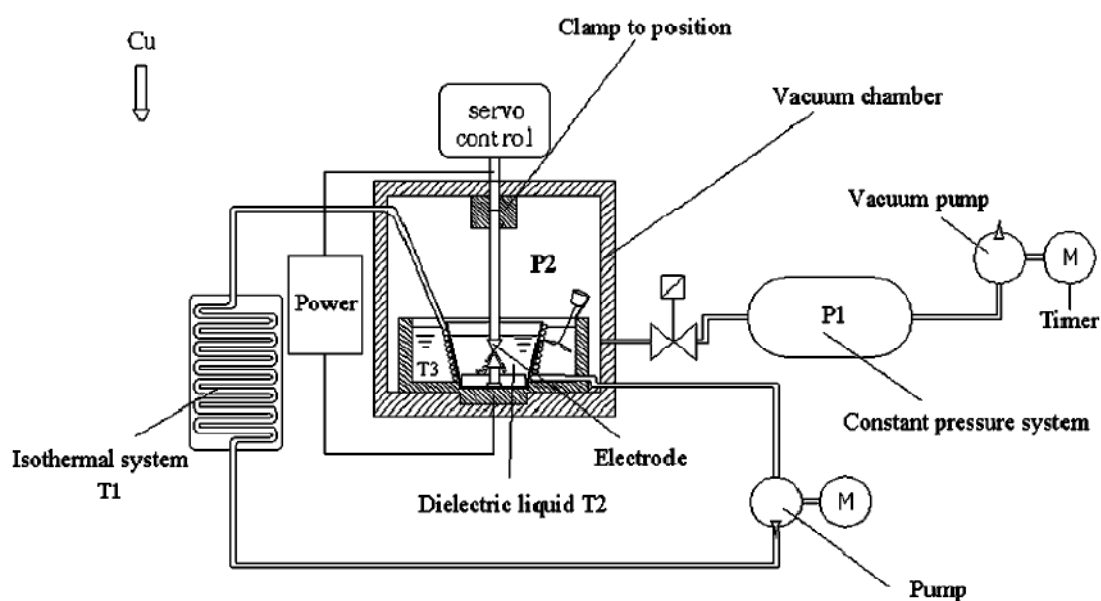 Clamp to position
Cu
Vacuum chamber
servo
control
Vacuum pump
M
P2
Power
P1
Timer
T3
Constant pressure system
Isothermal system
T1
Electrode
Dielectric liquid T2
M
Pump